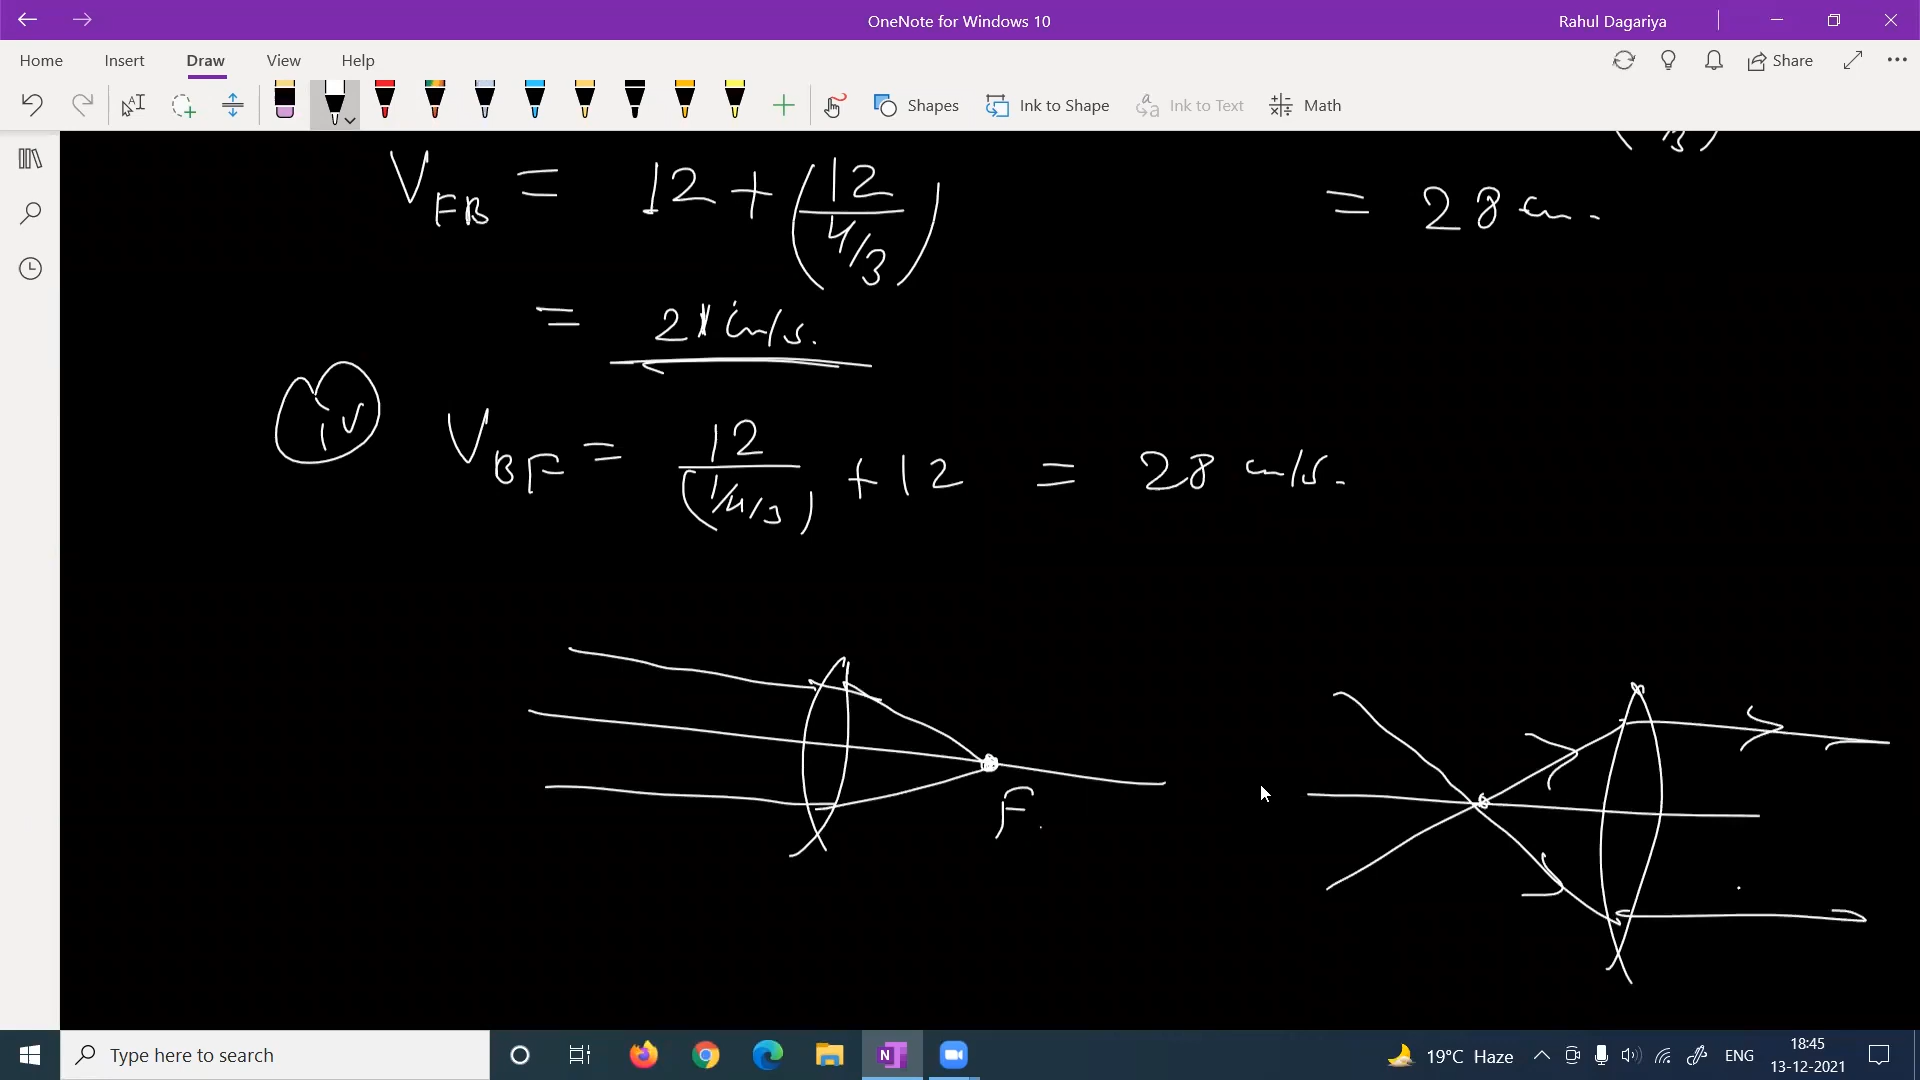 OneNote for Windows 10
Rahul Dagariya
Home Insert Draw View Help
Share
Shapes Ink to Shape Ink to Text Math
V_FB = 12 + (12 / (4/3))
= 21 cm/s.
= 28 cm.
iv
V_BF = 12 / (1/4/3) + 12 = 28 cm/s.
F.
Type here to search
19°C Haze
ENG
18:45
13-12-2021